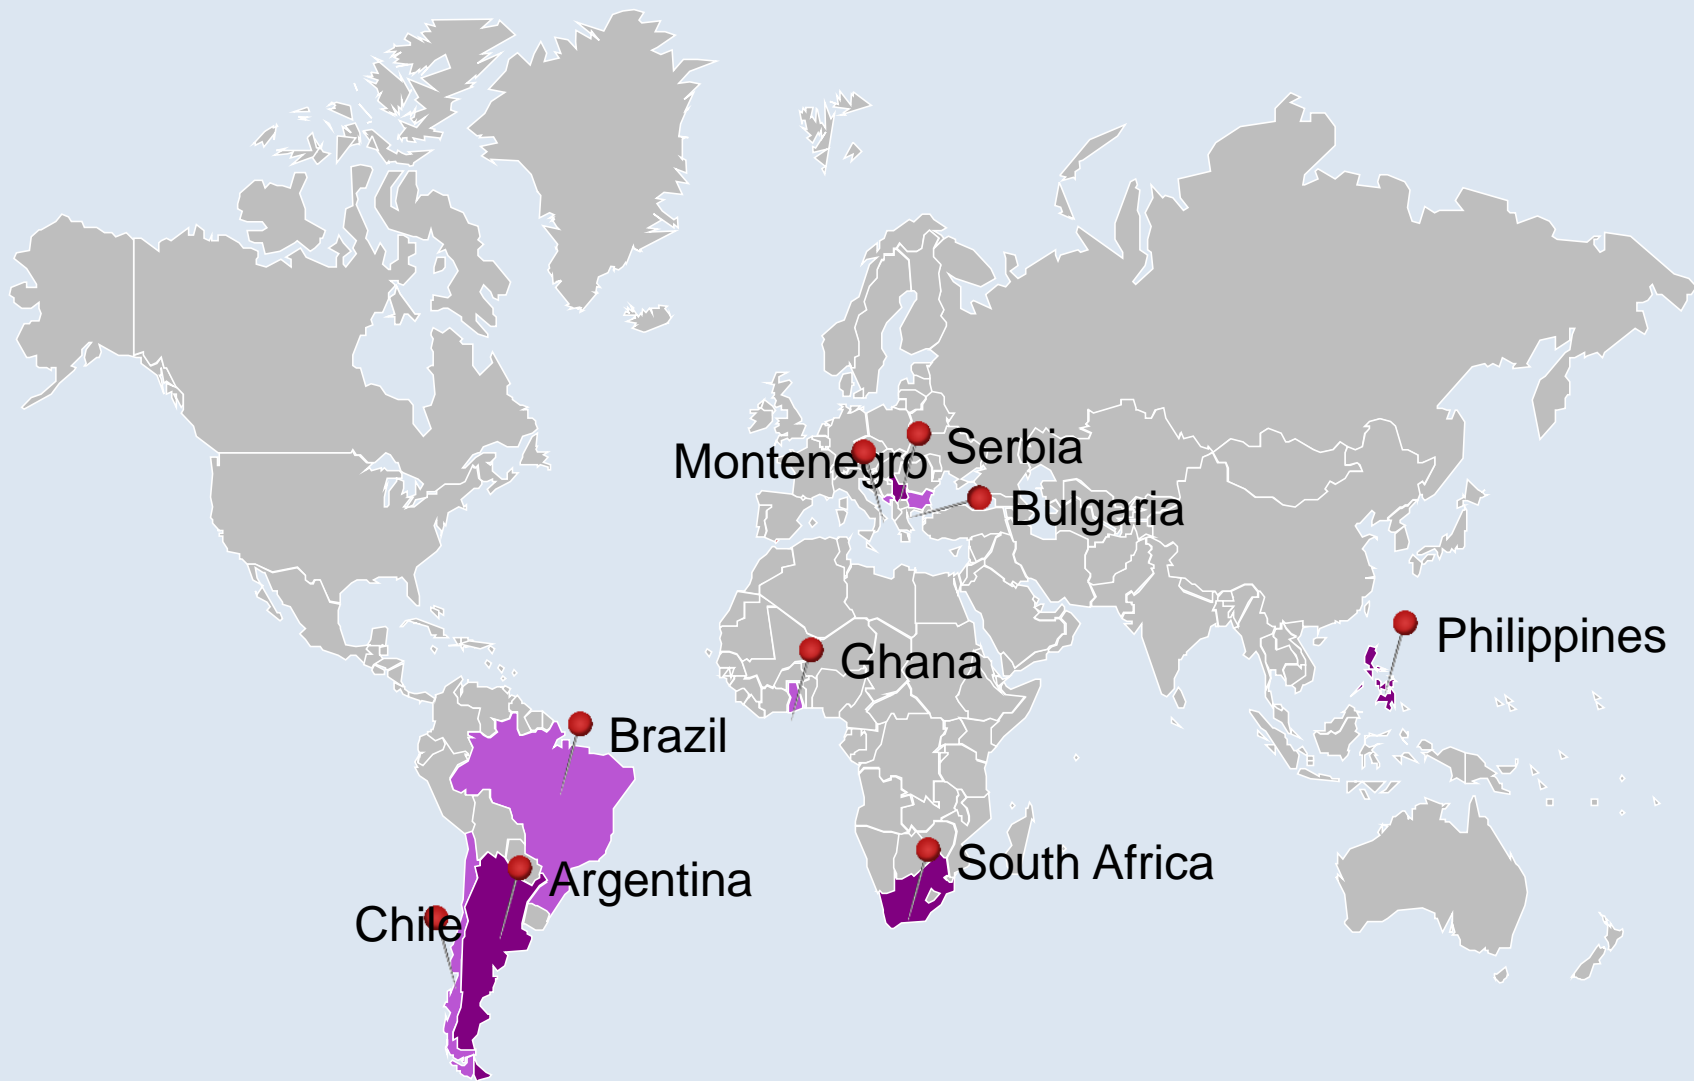 Montenegro
Serbia
Bulgaria
Philippines
Ghana
Brazil
South Africa
Argentina
Chile